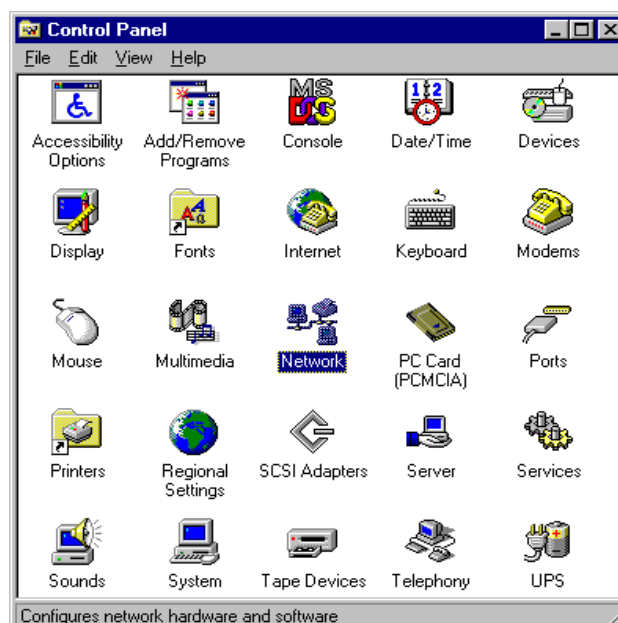 Control Panel
File Edit View Help
MS
DOS
12
Accessibility
Options
Add/Remove
Programs
Console
Date/Time
Devices
AA
a
Display
Fonts
Internet
Keyboard
Modems
Mouse
Multimedia
Network
PC Card
(PCMCIA)
Ports
Printers
Regional
Settings
SCSI Adapters
Server
Services
Sounds
System
Tape Devices
Telephony
UPS
Configures network hardware and software